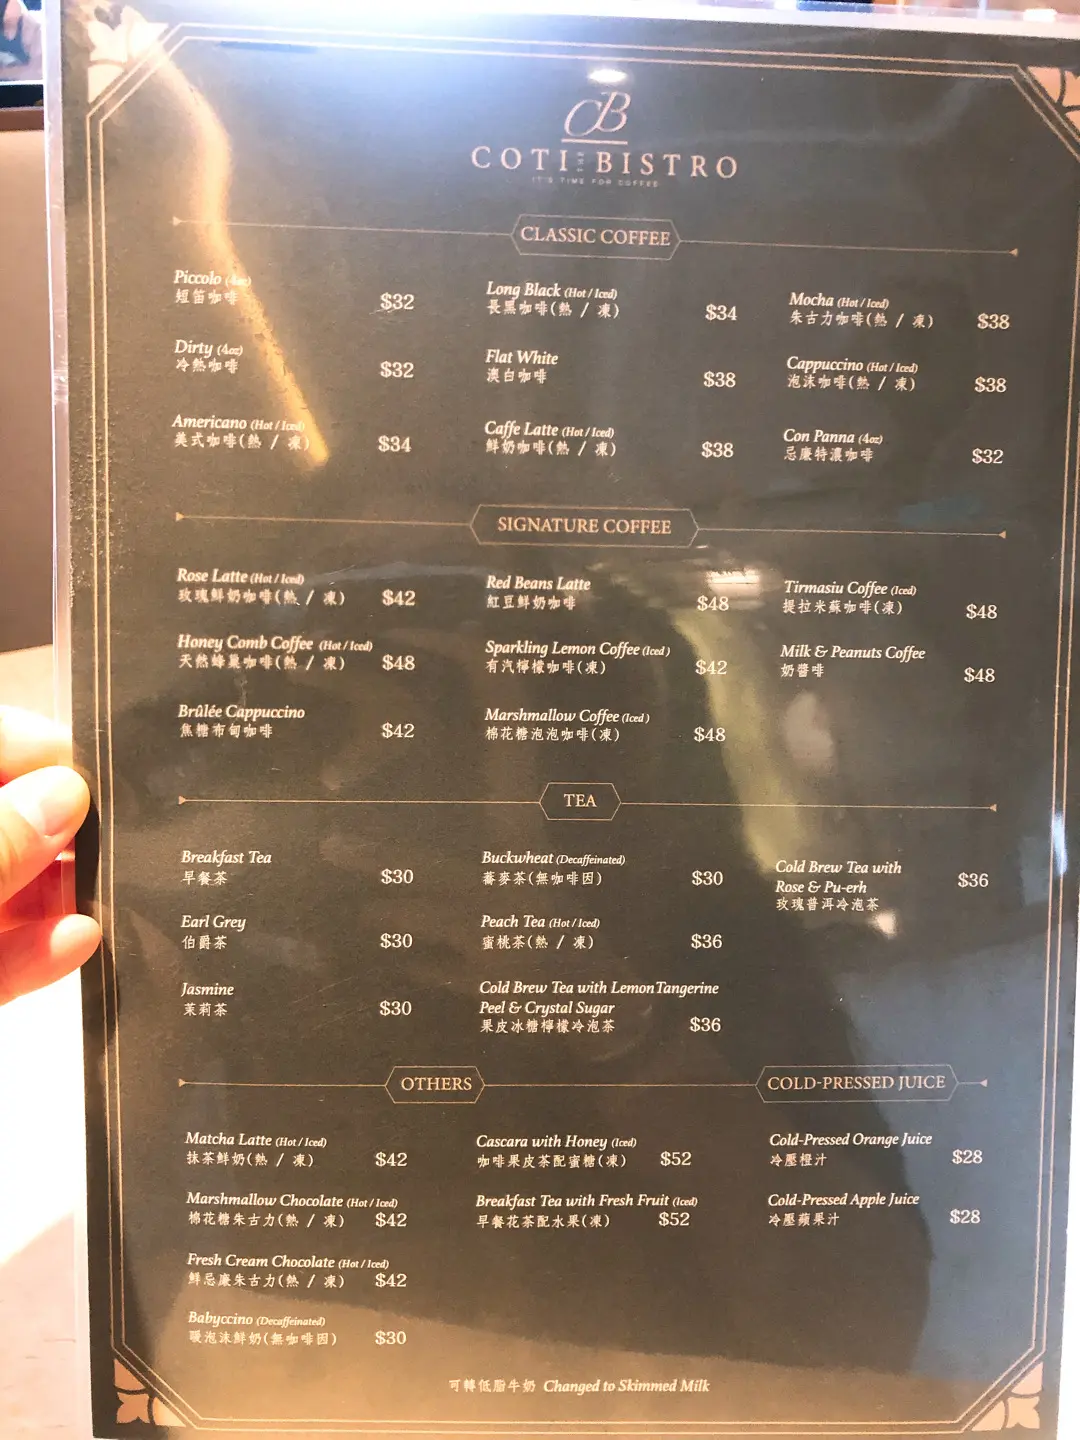 CB
COTI THE BISTRO
IT'S TIME FOR COFFEE
CLASSIC COFFEE
Piccolo (4oz)
短笛咖啡
$32
Dirty (4oz)
冷熱咖啡
$32
Americano (Hot / Iced)
美式咖啡(熱 / 凍)
$34
Long Black (Hot / Iced)
長黑咖啡(熱 / 凍)
$34
Flat White
澳白咖啡
$38
Caffe Latte (Hot / Iced)
鮮奶咖啡(熱 / 凍)
$38
Mocha (Hot / Iced)
朱古力咖啡(熱 / 凍)
$38
Cappuccino (Hot / Iced)
泡沫咖啡(熱 / 凍)
$38
Con Panna (4oz)
忌廉特濃咖啡
$32
SIGNATURE COFFEE
Rose Latte (Hot / Iced)
玫瑰鮮奶咖啡(熱 / 凍)
$42
Honey Comb Coffee (Hot / Iced)
天然蜂巢咖啡(熱 / 凍)
$48
Brûlée Cappuccino
焦糖布甸咖啡
$42
Red Beans Latte
紅豆鮮奶咖啡
$48
Sparkling Lemon Coffee (Iced)
有汽檸檬咖啡(凍)
$42
Marshmallow Coffee (Iced)
棉花糖泡泡咖啡(凍)
$48
Tirmasiu Coffee (Iced)
提拉米蘇咖啡(凍)
$48
Milk & Peanuts Coffee
奶醬啡
$48
TEA
Breakfast Tea
早餐茶
$30
Earl Grey
伯爵茶
$30
Jasmine
茉莉茶
$30
Buckwheat (Decaffeinated)
蕎麥茶(無咖啡因)
$30
Peach Tea (Hot / Iced)
蜜桃茶(熱 / 凍)
$36
Cold Brew Tea with Lemon Tangerine
Peel & Crystal Sugar
果皮冰糖檸檬冷泡茶
$36
Cold Brew Tea with
Rose & Pu-erh
玫瑰普洱冷泡茶
$36
OTHERS
Matcha Latte (Hot / Iced)
抹茶鮮奶(熱 / 凍)
$42
Marshmallow Chocolate (Hot / Iced)
棉花糖朱古力(熱 / 凍)
$42
Fresh Cream Chocolate (Hot / Iced)
鮮忌廉朱古力(熱 / 凍)
$42
Babyccino (Decaffeinated)
暖泡沫鮮奶(無咖啡因)
$30
Cascara with Honey (Iced)
咖啡果皮茶配蜜糖(凍)
$52
Breakfast Tea with Fresh Fruit (Iced)
早餐花茶配水果(凍)
$52
COLD-PRESSED JUICE
Cold-Pressed Orange Juice
冷壓橙汁
$28
Cold-Pressed Apple Juice
冷壓蘋果汁
$28
可轉低脂牛奶 Changed to Skimmed Milk